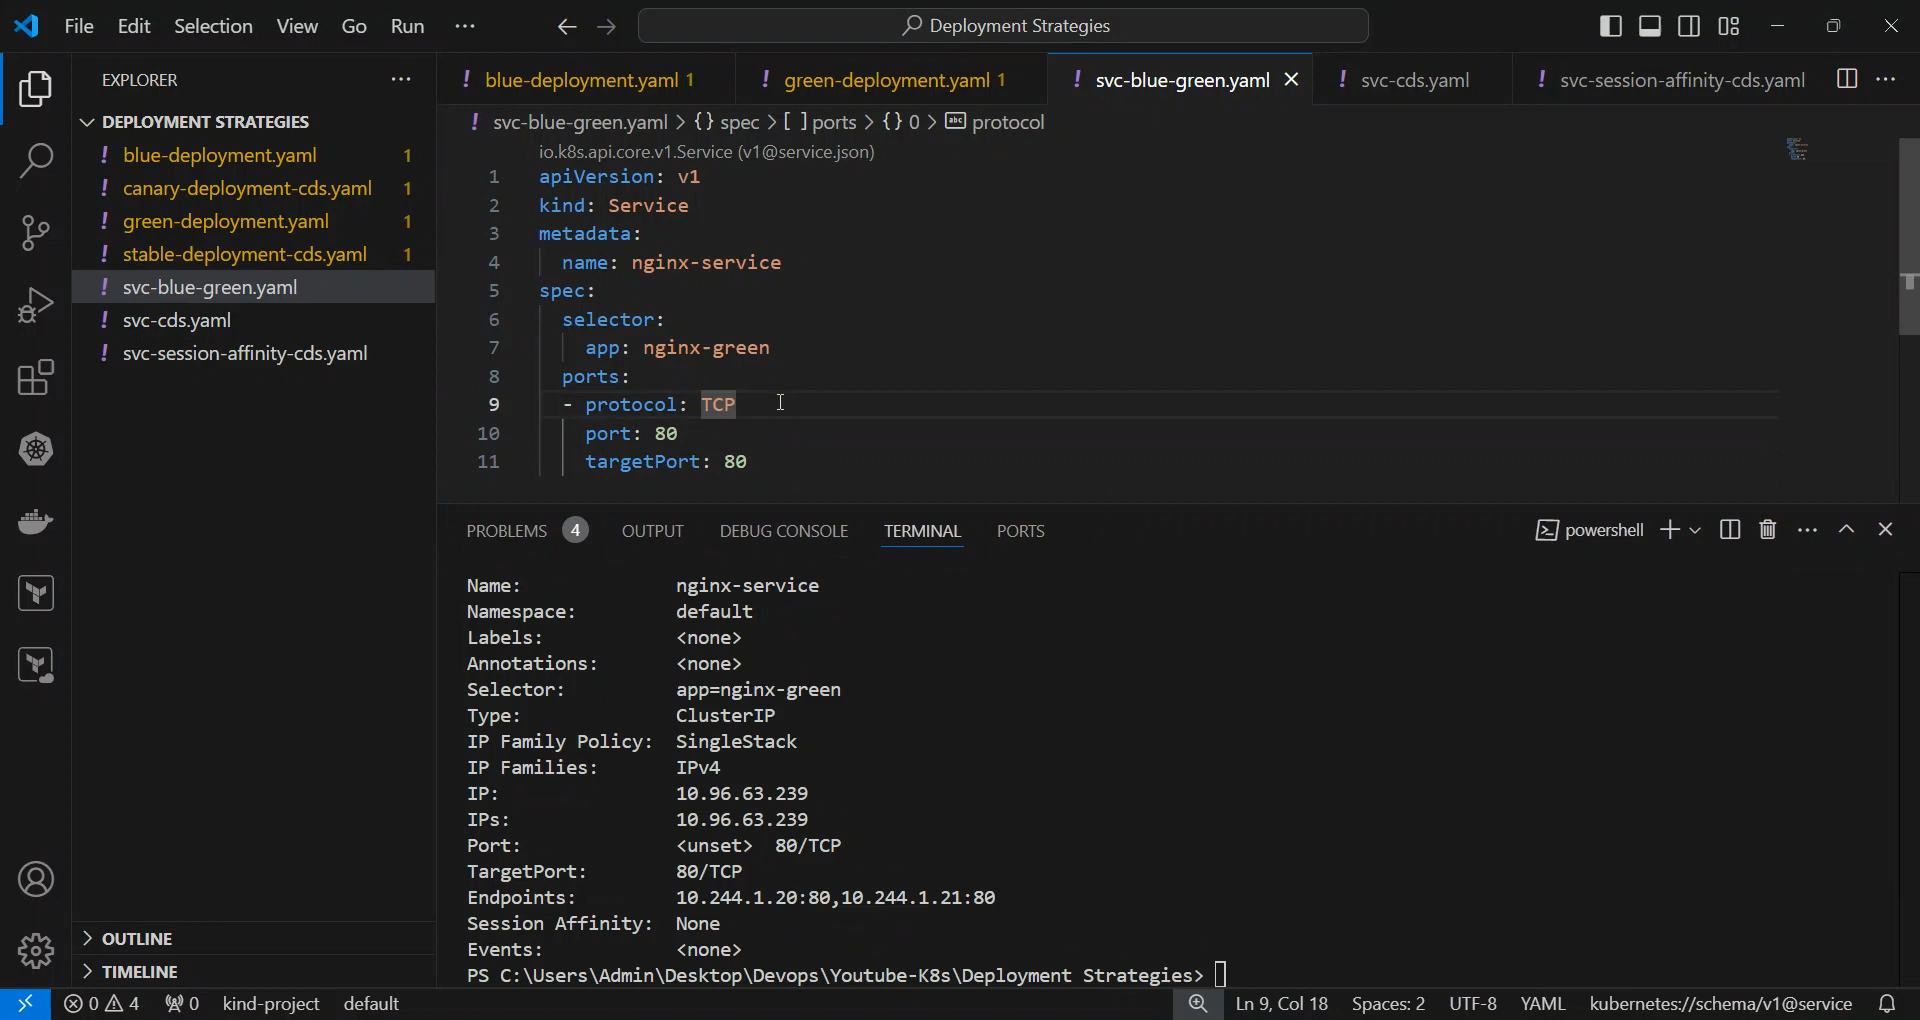 File Edit Selection View Go Run ··· Deployment Strategies
EXPLORER ···
DEPLOYMENT STRATEGIES
! blue-deployment.yaml 1
! canary-deployment-cds.yaml 1
! green-deployment.yaml 1
! stable-deployment-cds.yaml 1
! svc-blue-green.yaml
! svc-cds.yaml
! svc-session-affinity-cds.yaml
OUTLINE
TIMELINE
! blue-deployment.yaml 1 ! green-deployment.yaml 1 ! svc-blue-green.yaml ! svc-cds.yaml ! svc-session-affinity-cds.yaml
! svc-blue-green.yaml > {} spec > [ ] ports > {} 0 > abc protocol
io.k8s.api.core.v1.Service (v1@service.json)
1 apiVersion: v1
2 kind: Service
3 metadata:
4 name: nginx-service
5 spec:
6 selector:
7 app: nginx-green
8 ports:
9 - protocol: TCP
10 port: 80
11 targetPort: 80
PROBLEMS 4 OUTPUT DEBUG CONSOLE TERMINAL PORTS powershell
Name: nginx-service
Namespace: default
Labels: <none>
Annotations: <none>
Selector: app=nginx-green
Type: ClusterIP
IP Family Policy: SingleStack
IP Families: IPv4
IP: 10.96.63.239
IPs: 10.96.63.239
Port: <unset> 80/TCP
TargetPort: 80/TCP
Endpoints: 10.244.1.20:80,10.244.1.21:80
Session Affinity: None
Events: <none>
PS C:\Users\Admin\Desktop\Devops\Youtube-K8s\Deployment Strategies>
0 4 0 kind-project default Ln 9, Col 18 Spaces: 2 UTF-8 YAML kubernetes://schema/v1@service